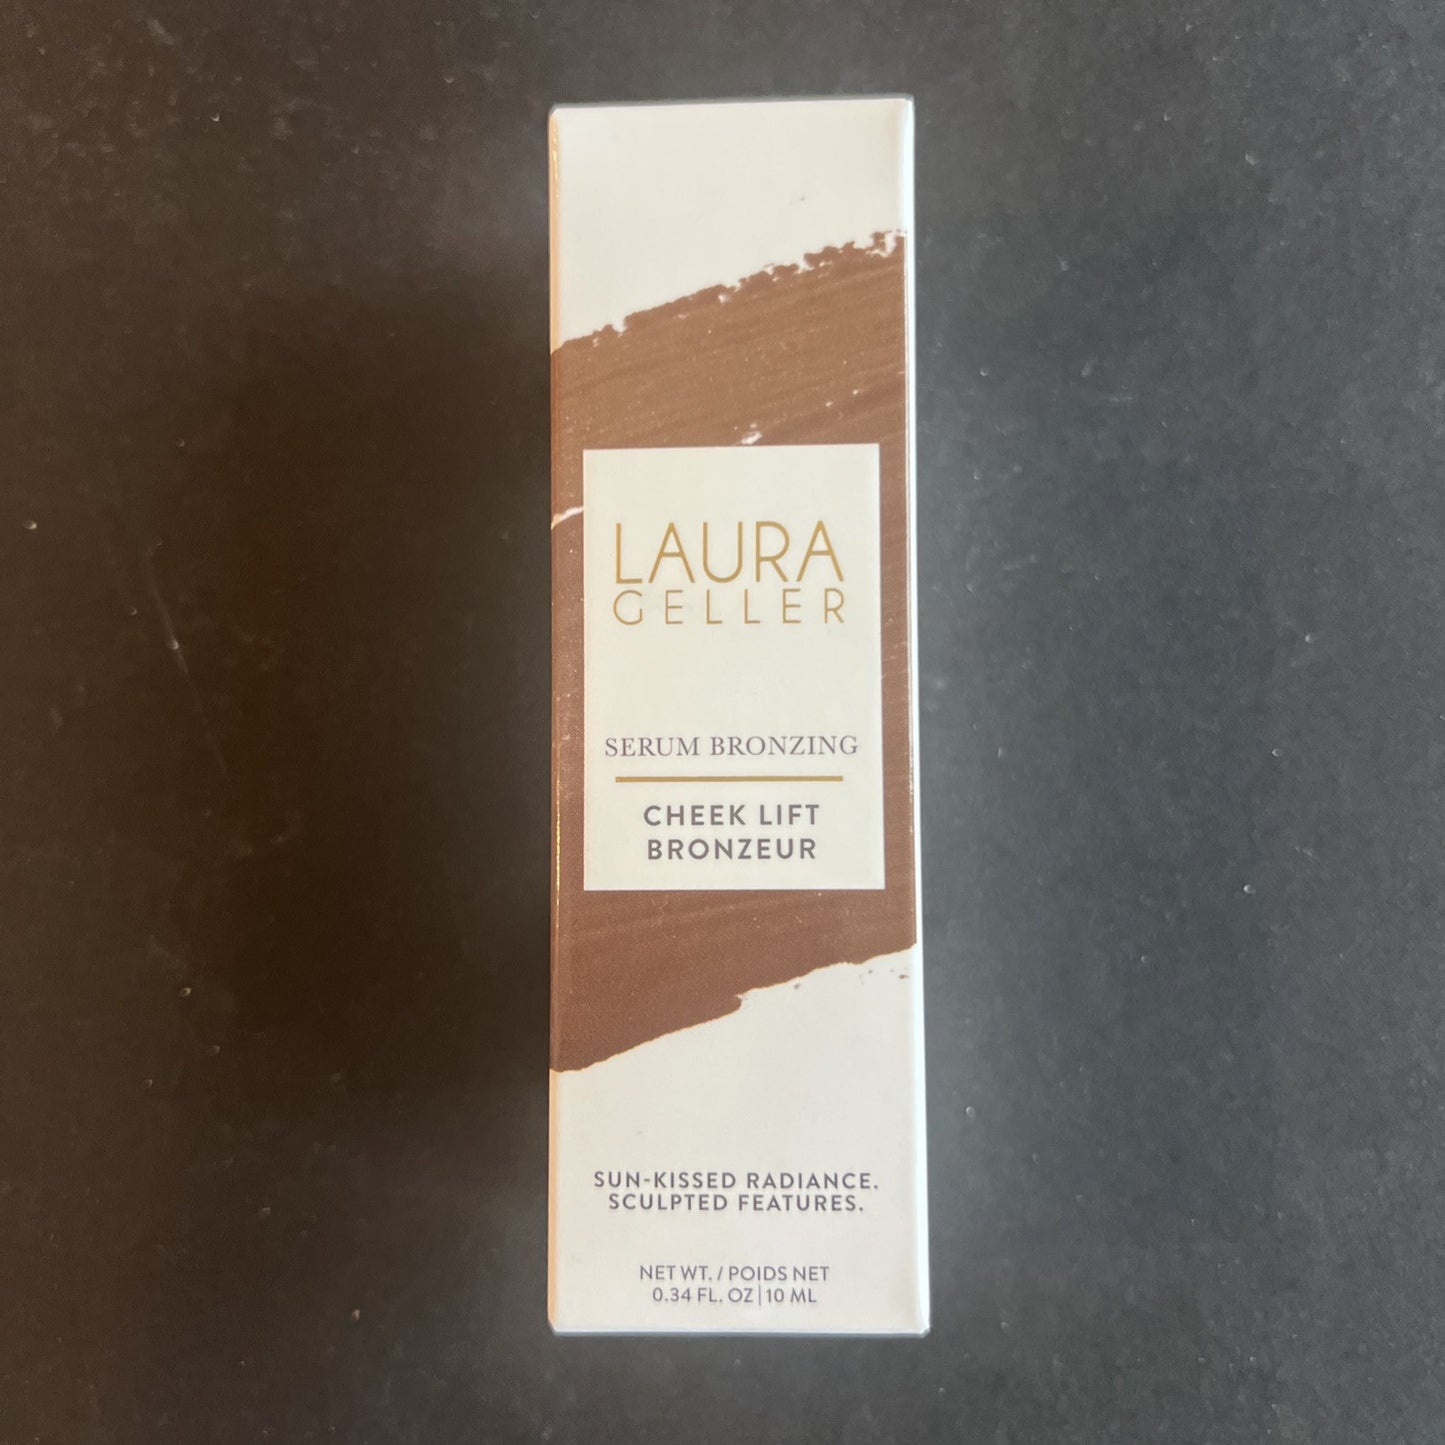 LAURA
GELLER
SERUM BRONZING
CHEEK LIFT
BRONZEUR
SUN-KISSED RADIANCE.
SCULPTED FEATURES.
NET WT. / POIDS NET
0.34 FL. OZ | 10 ML